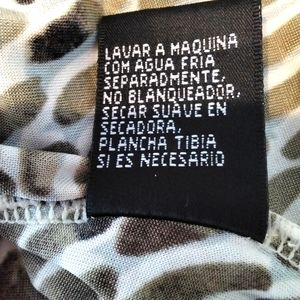 LAVAR A MAQUINA
COM AGUA FRIA
SEPARADMENTE,
NO BLANQUEADOR,
SECAR SUAVE EN
SECADORA,
PLANCHA TIBIA
SI ES NECESARIO